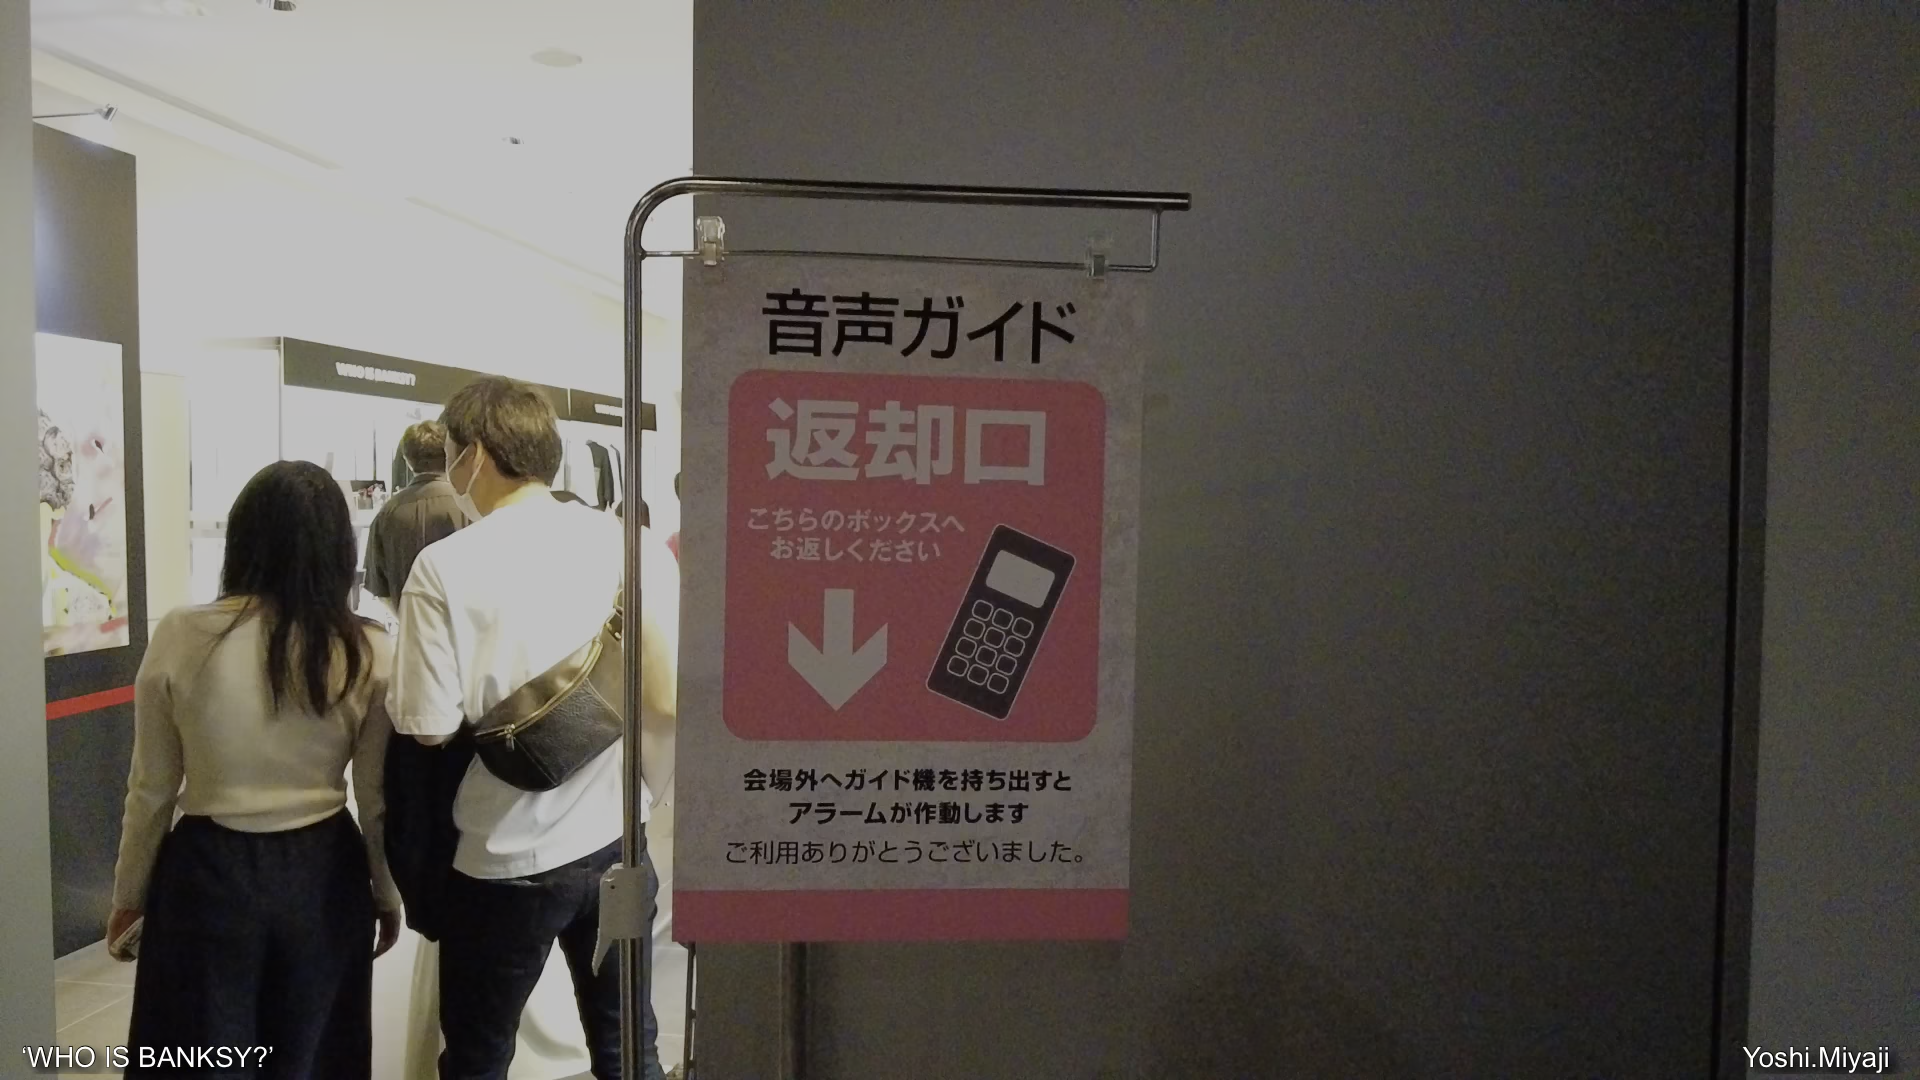 WHO IS BANKSY?
音声ガイド
返却口
こちらのボックスへ
お返しください
会場外へガイド機を持ち出すと
アラームが作動します
ご利用ありがとうございました。
‘WHO IS BANKSY?’
Yoshi.Miyaji